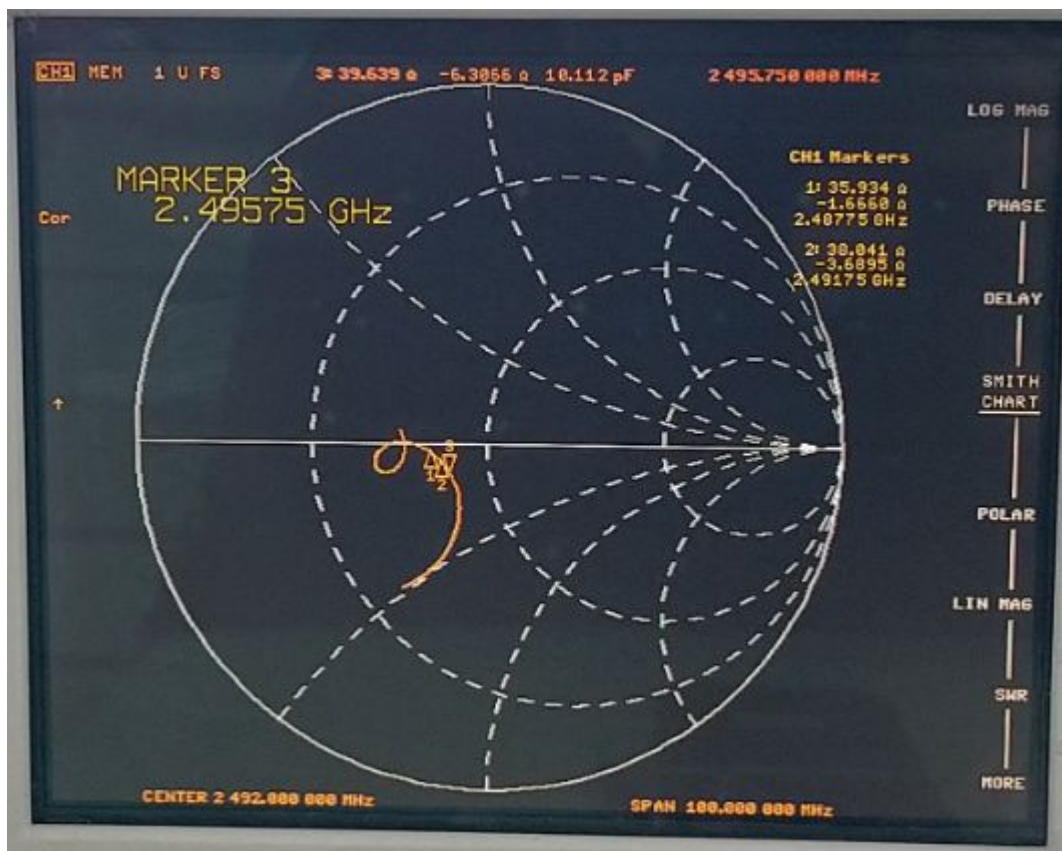 CH1 MEM 1 U FS 3: 39.639 Ω -6.3066 Ω 10.112 pF 2 495.750 000 MHz
LOG MAG
MARKER 3
2.49575 GHz
CH1 Markers
1: 35.934 Ω
-1.6660 Ω
2.48775 GHz
Cor
PHASE
2: 38.041 Ω
-3.6895 Ω
2.49175 GHz
DELAY
↑
SMITH
CHART
3
1
2
POLAR
LIN MAG
SWR
MORE
CENTER 2 492.000 000 MHz SPAN 100.000 000 MHz